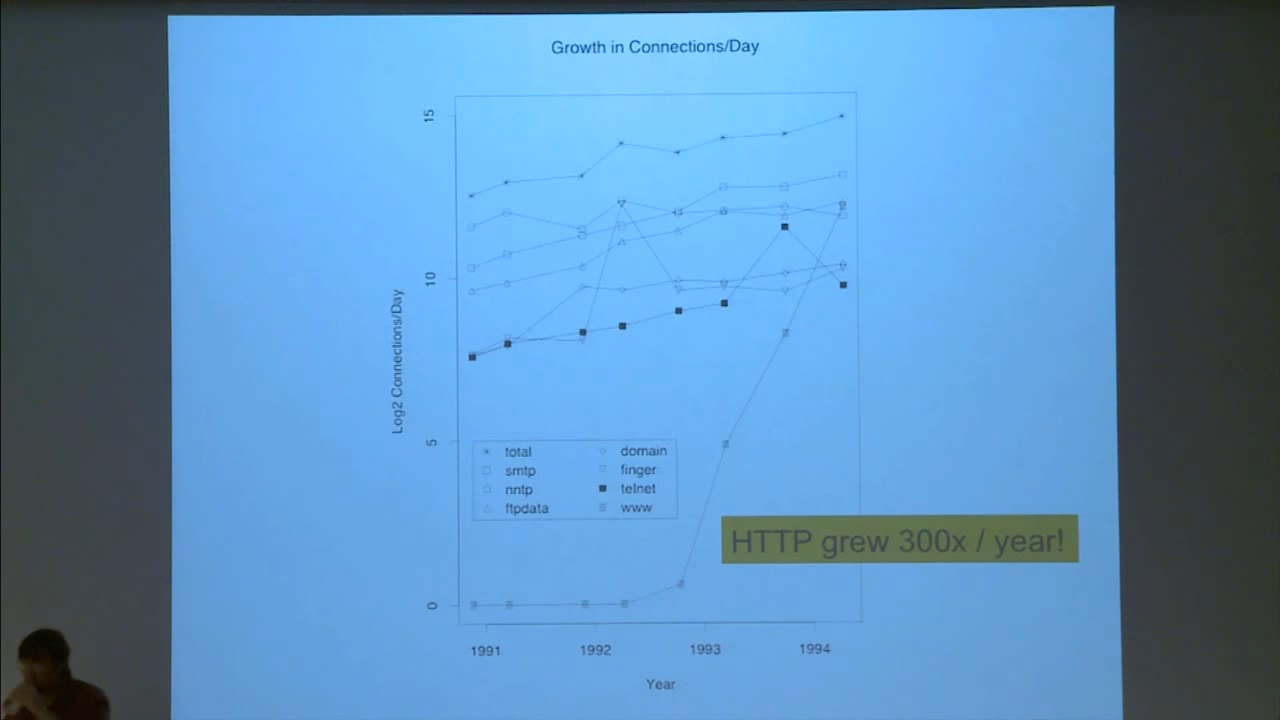 Growth in Connections/Day
15
10
5
0
Log2 Connections/Day
total
smtp
nntp
ftpdata
domain
finger
telnet
www
HTTP grew 300x / year!
1991 1992 1993 1994
Year